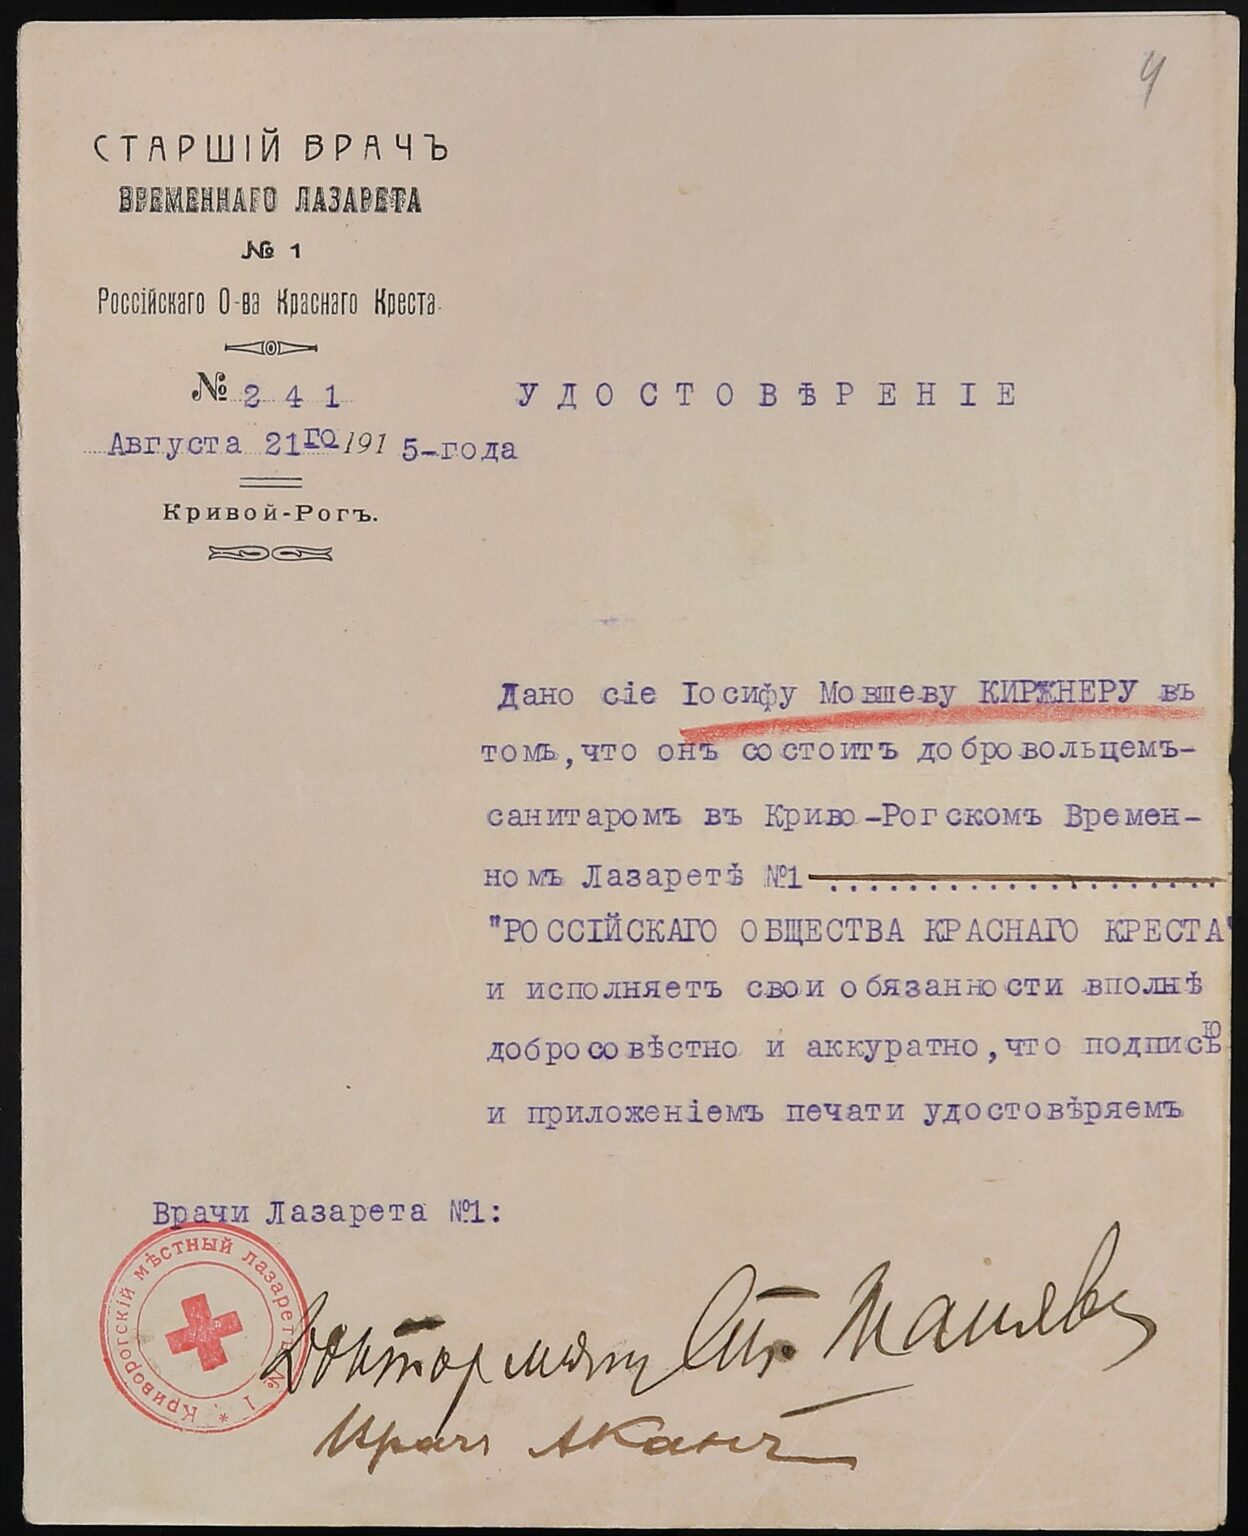 4
СТАРШІЙ ВРАЧЪ
ВРЕМЕННАГО ЛАЗАРЕТА
№ 1
Россійскаго О-ва Краснаго Креста.
№ 2 4 1
УДОСТОВѢРЕНІЕ
Августа 21ГО 191 5-года
Кривой-Рогъ.
Дано сіе Іосифу Мовшеву КИРЖНЕРУ въ
томъ,что онъ состоитъ добровольцемъ-
санитаромъ въ Криво-Рогскомъ Времен-
номъ Лазаретѣ №1
"РОССІЙСКАГО ОБЩЕСТВА КРАСНАГО КРЕСТА"
и исполняетъ свои обязанности вполнѣ
добросовѣстно и аккуратно,что подписью
и приложеніемъ печати удостовѣряемъ
Врачи Лазарета №1:
Криворогскій мѣстный лазаретъ № 1 *
Врачъ